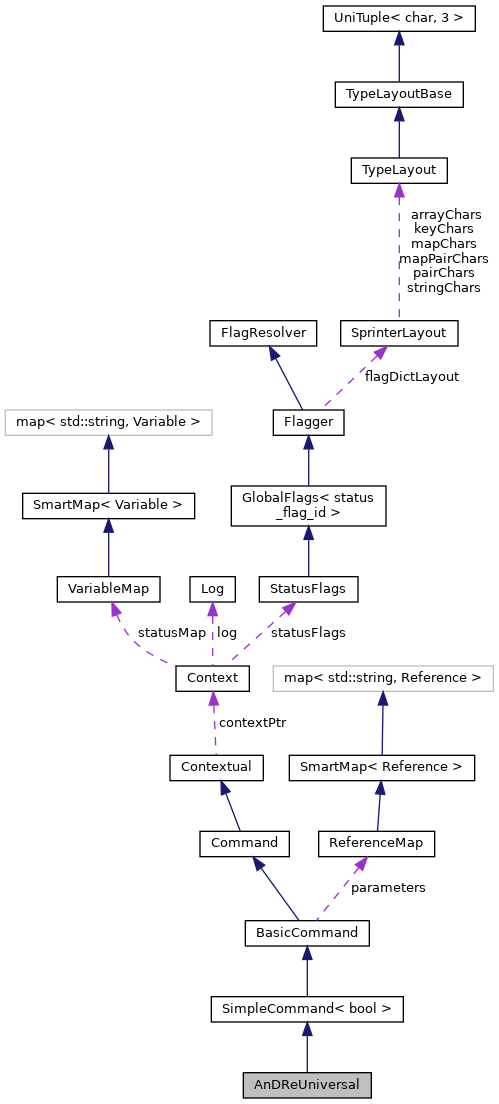 UniTuple< char, 3 >
TypeLayoutBase
TypeLayout
arrayChars
keyChars
mapChars
mapPairChars
pairChars
stringChars
FlagResolver
SprinterLayout
flagDictLayout
map< std::string, Variable >
Flagger
SmartMap< Variable >
GlobalFlags< status
_flag_id >
VariableMap
Log
StatusFlags
statusMap
log
statusFlags
Context
map< std::string, Reference >
contextPtr
Contextual
SmartMap< Reference >
Command
ReferenceMap
parameters
BasicCommand
SimpleCommand< bool >
AnDReUniversal